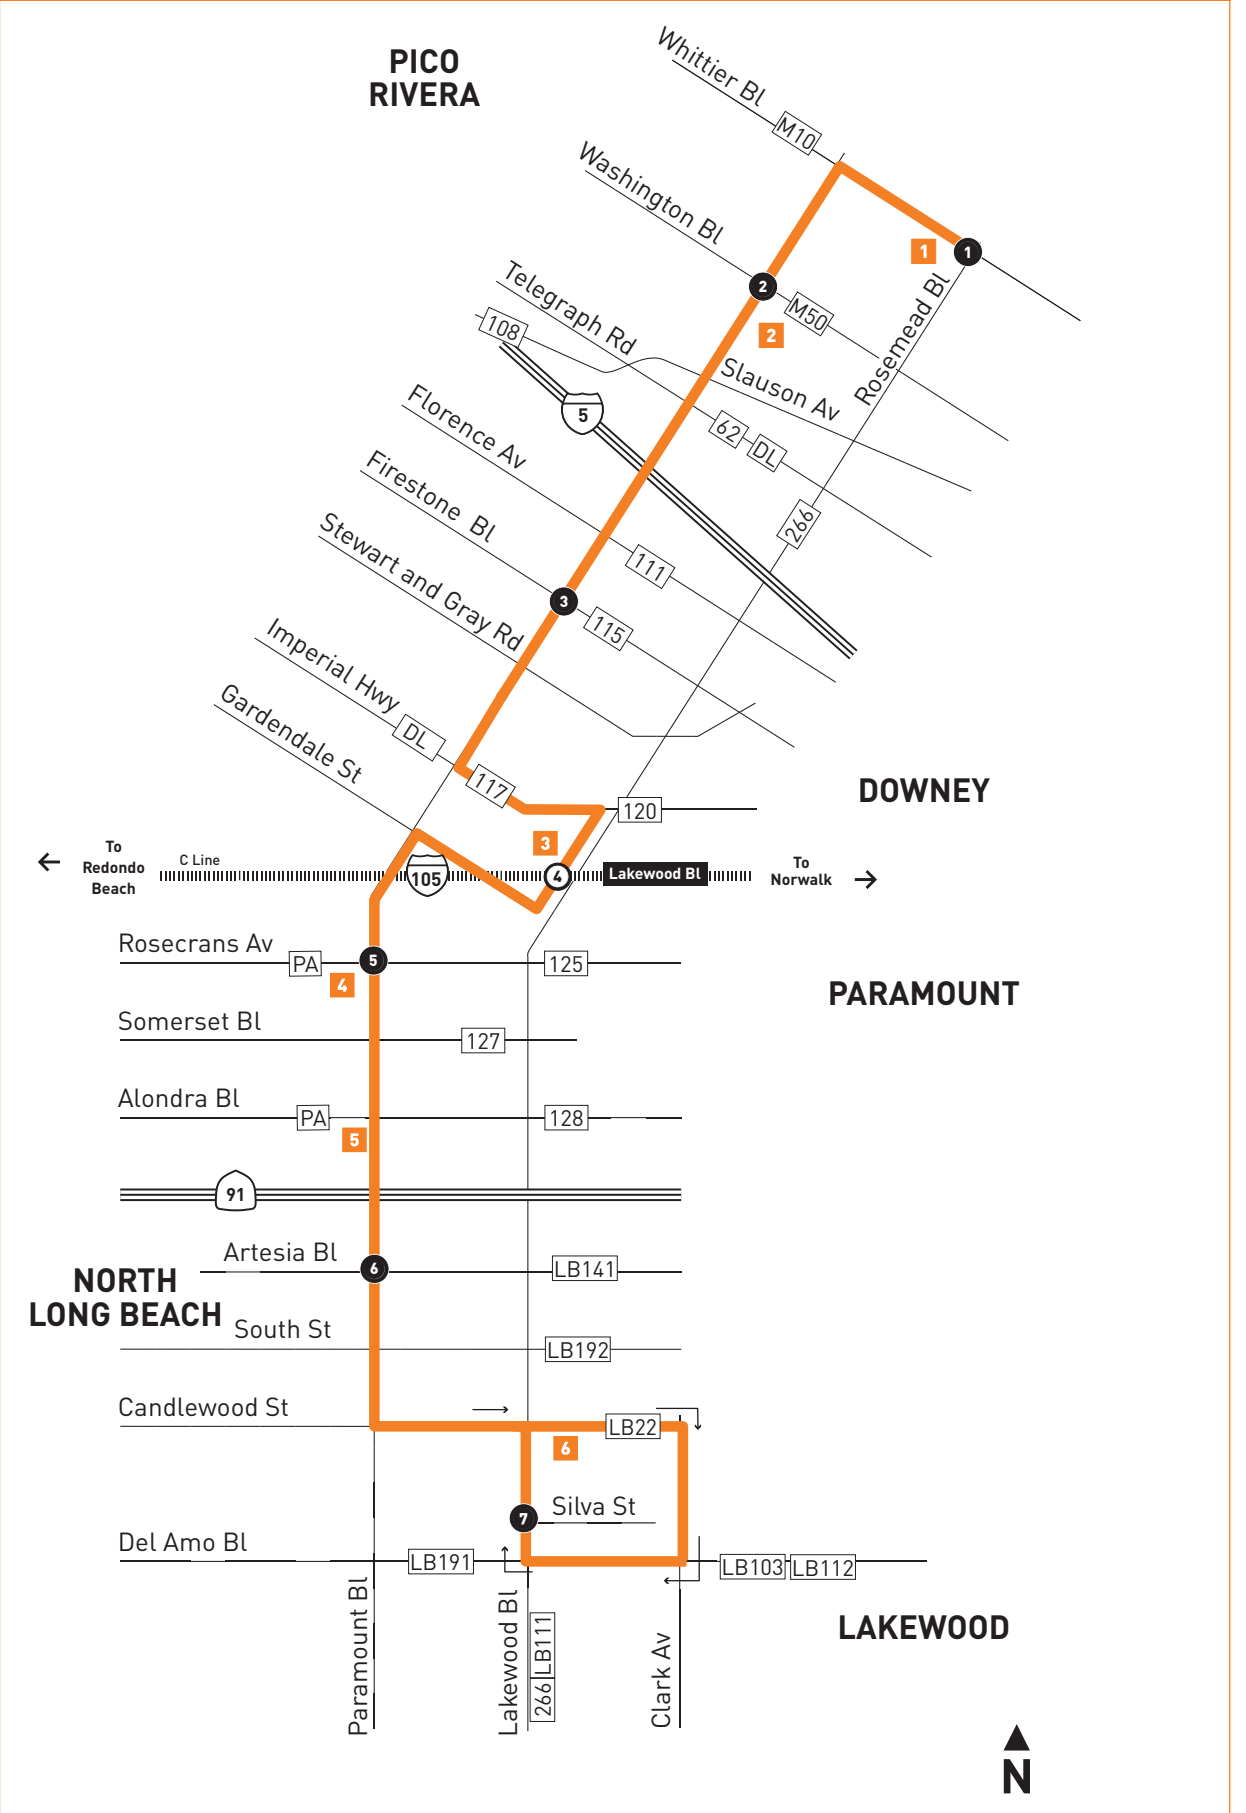 PICO
RIVERA
Whittier Bl
M10
Washington Bl
1
1
2
M50
2
Telegraph Rd
108
Slauson Av
Rosemead Bl
5
Florence Av
62
DL
266
Firestone Bl
111
Stewart and Gray Rd
3
115
Imperial Hwy
DL
117
Gardendale St
120
DOWNEY
3
To
Redondo
Beach
C Line
105
4
Lakewood Bl
To
Norwalk
Rosecrans Av
PA
5
125
4
PARAMOUNT
Somerset Bl
127
Alondra Bl
PA
128
5
91
Artesia Bl
6
LB141
NORTH
LONG BEACH
South St
LB192
Candlewood St
LB22
6
7
Silva St
Del Amo Bl
LB191
LB103
LB112
Paramount Bl
Lakewood Bl
266
LB111
Clark Av
LAKEWOOD
N